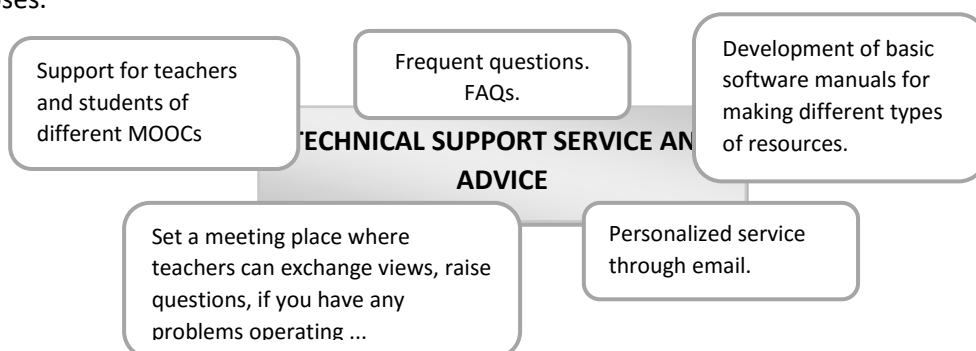 oses:
Support for teachers
and students of
different MOOCs
Frequent questions.
FAQs.
Development of basic
software manuals for
making different types
of resources.
TECHNICAL SUPPORT SERVICE AN
ADVICE
Set a meeting place where
teachers can exchange views, raise
questions, if you have any
problems operating ...
Personalized service
through email.